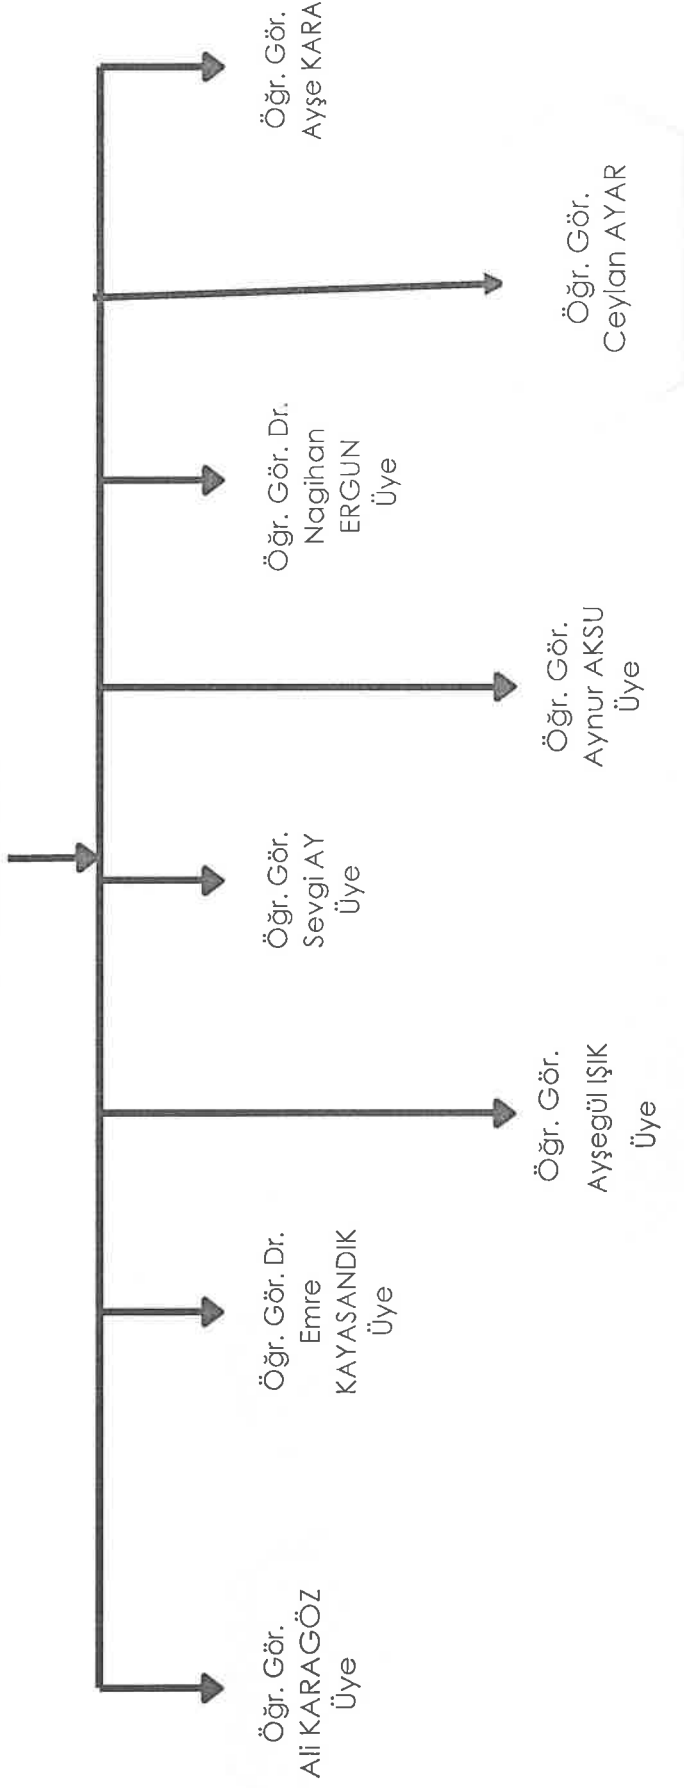 Öğr. Gör.
Ali KARAGÖZ
Üye
Öğr. Gör. Dr.
Emre
KAYASANDIK
Üye
Öğr. Gör.
Ayşegül IŞIK
Üye
Öğr. Gör.
Sevgi AY
Üye
Öğr. Gör.
Aynur AKSU
Üye
Öğr. Gör. Dr.
Nagihan
ERGUN
Üye
Öğr. Gör.
Ceylan AYAR
Öğr. Gör.
Ayşe KARA